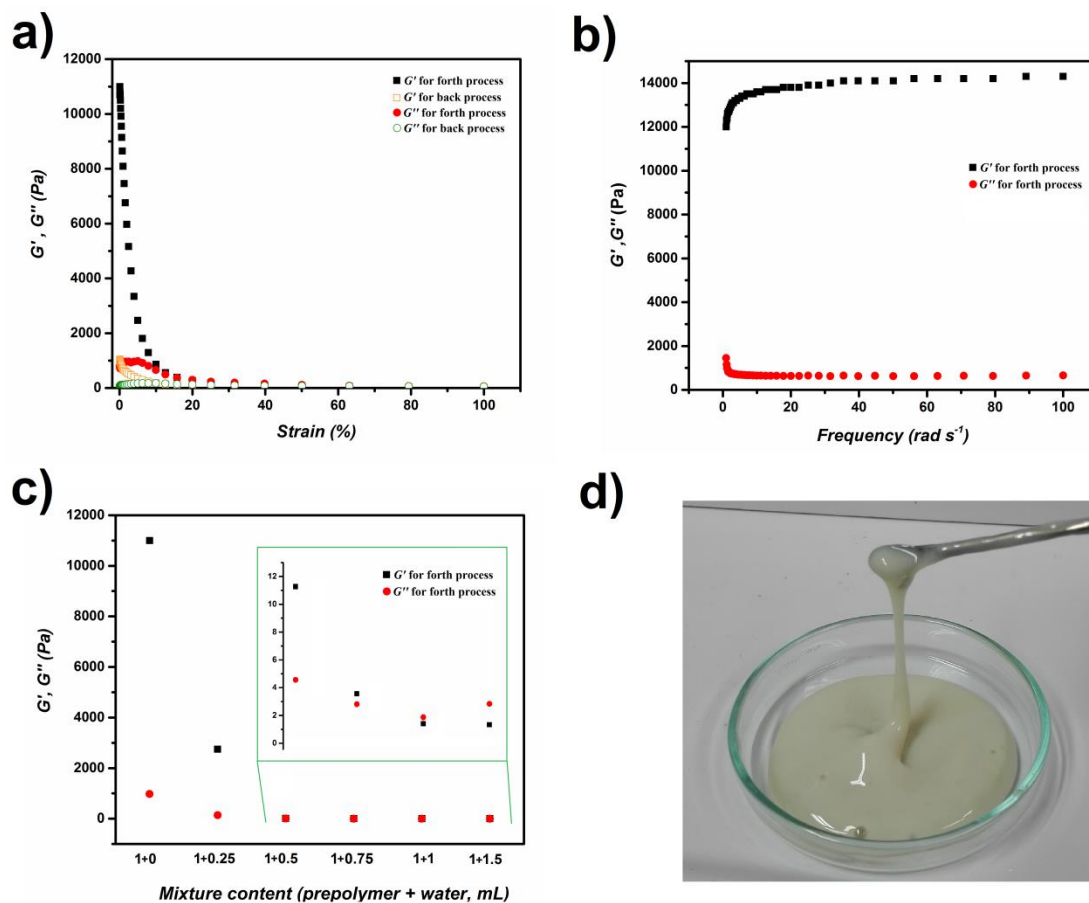 a)
12000
10000
8000
6000
4000
2000
0
G' , G'' (Pa)
G' for forth process
G' for back process
G'' for forth process
G'' for back process
0 20 40 60 80 100
Strain (%)
b)
14000
12000
10000
8000
6000
4000
2000
0
G' ,G'' (Pa)
G' for forth process
G'' for forth process
0 20 40 60 80 100
Frequency (rad s⁻¹)
c)
12000
10000
8000
6000
4000
2000
0
G', G'' (Pa)
12
10
8
6
4
2
0
G' for forth process
G'' for forth process
1+0 1+0.25 1+0.5 1+0.75 1+1 1+1.5
Mixture content (prepolymer + water, mL)
d)